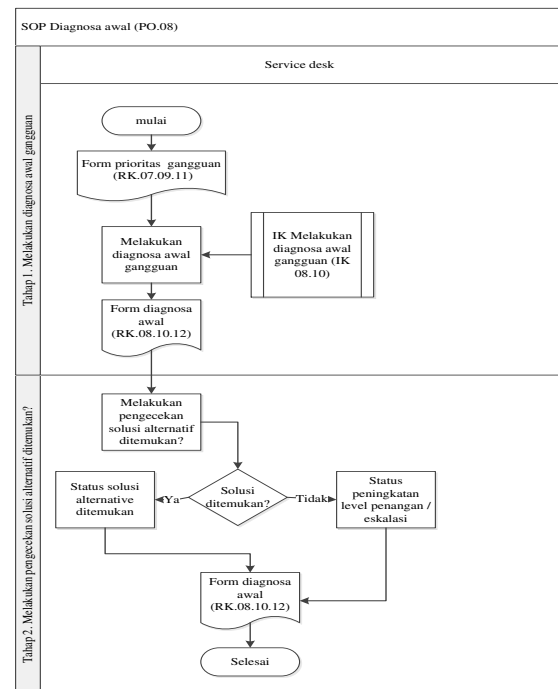 SOP Diagnosa awal (PO.08)
Service desk
Tahap 1. Melakukan diagnosa awal gangguan
mulai
Form prioritas gangguan
(RK.07.09.11)
Melakukan
diagnosa awal
gangguan
IK Melakukan
diagnosa awal
gangguan (IK
08.10)
Form diagnosa
awal
(RK.08.10.12)
Tahap 2. Melakukan pengecekan solusi alternatif ditemukan?
Melakukan
pengecekan
solusi alternatif
ditemukan?
Status solusi
alternative
ditemukan
Ya
Solusi
ditemukan?
Tidak
Status
peningkatan
level penangan /
eskalasi
Form diagnosa
awal
(RK.08.10.12)
Selesai